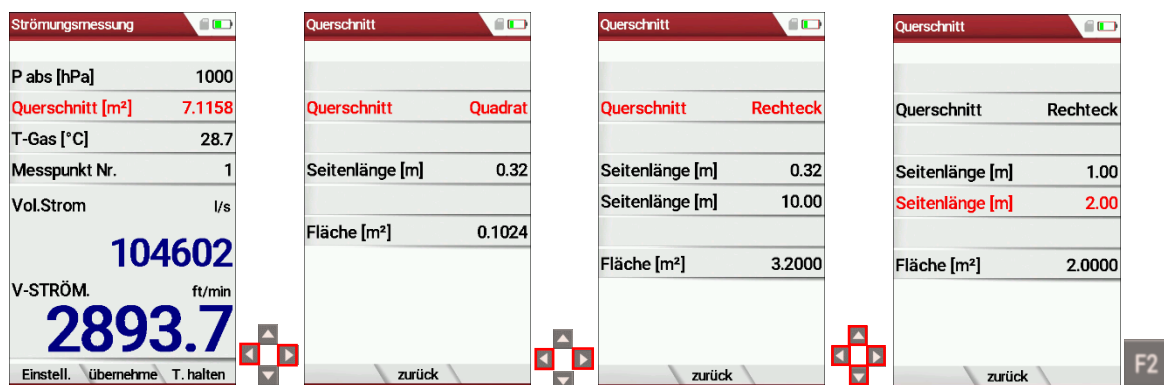 Strömungsmessung
P abs [hPa] 1000
Querschnitt [m²] 7.1158
T-Gas [°C] 28.7
Messpunkt Nr. 1
Vol.Strom l/s
104602
V-STRÖM. ft/min
2893.7
Einstell. übernehme T. halten
Querschnitt
Querschnitt Quadrat
Seitenlänge [m] 0.32
Fläche [m²] 0.1024
zurück
Querschnitt
Querschnitt Rechteck
Seitenlänge [m] 0.32
Seitenlänge [m] 10.00
Fläche [m²] 3.2000
zurück
Querschnitt
Querschnitt Rechteck
Seitenlänge [m] 1.00
Seitenlänge [m] 2.00
Fläche [m²] 2.0000
zurück
F2